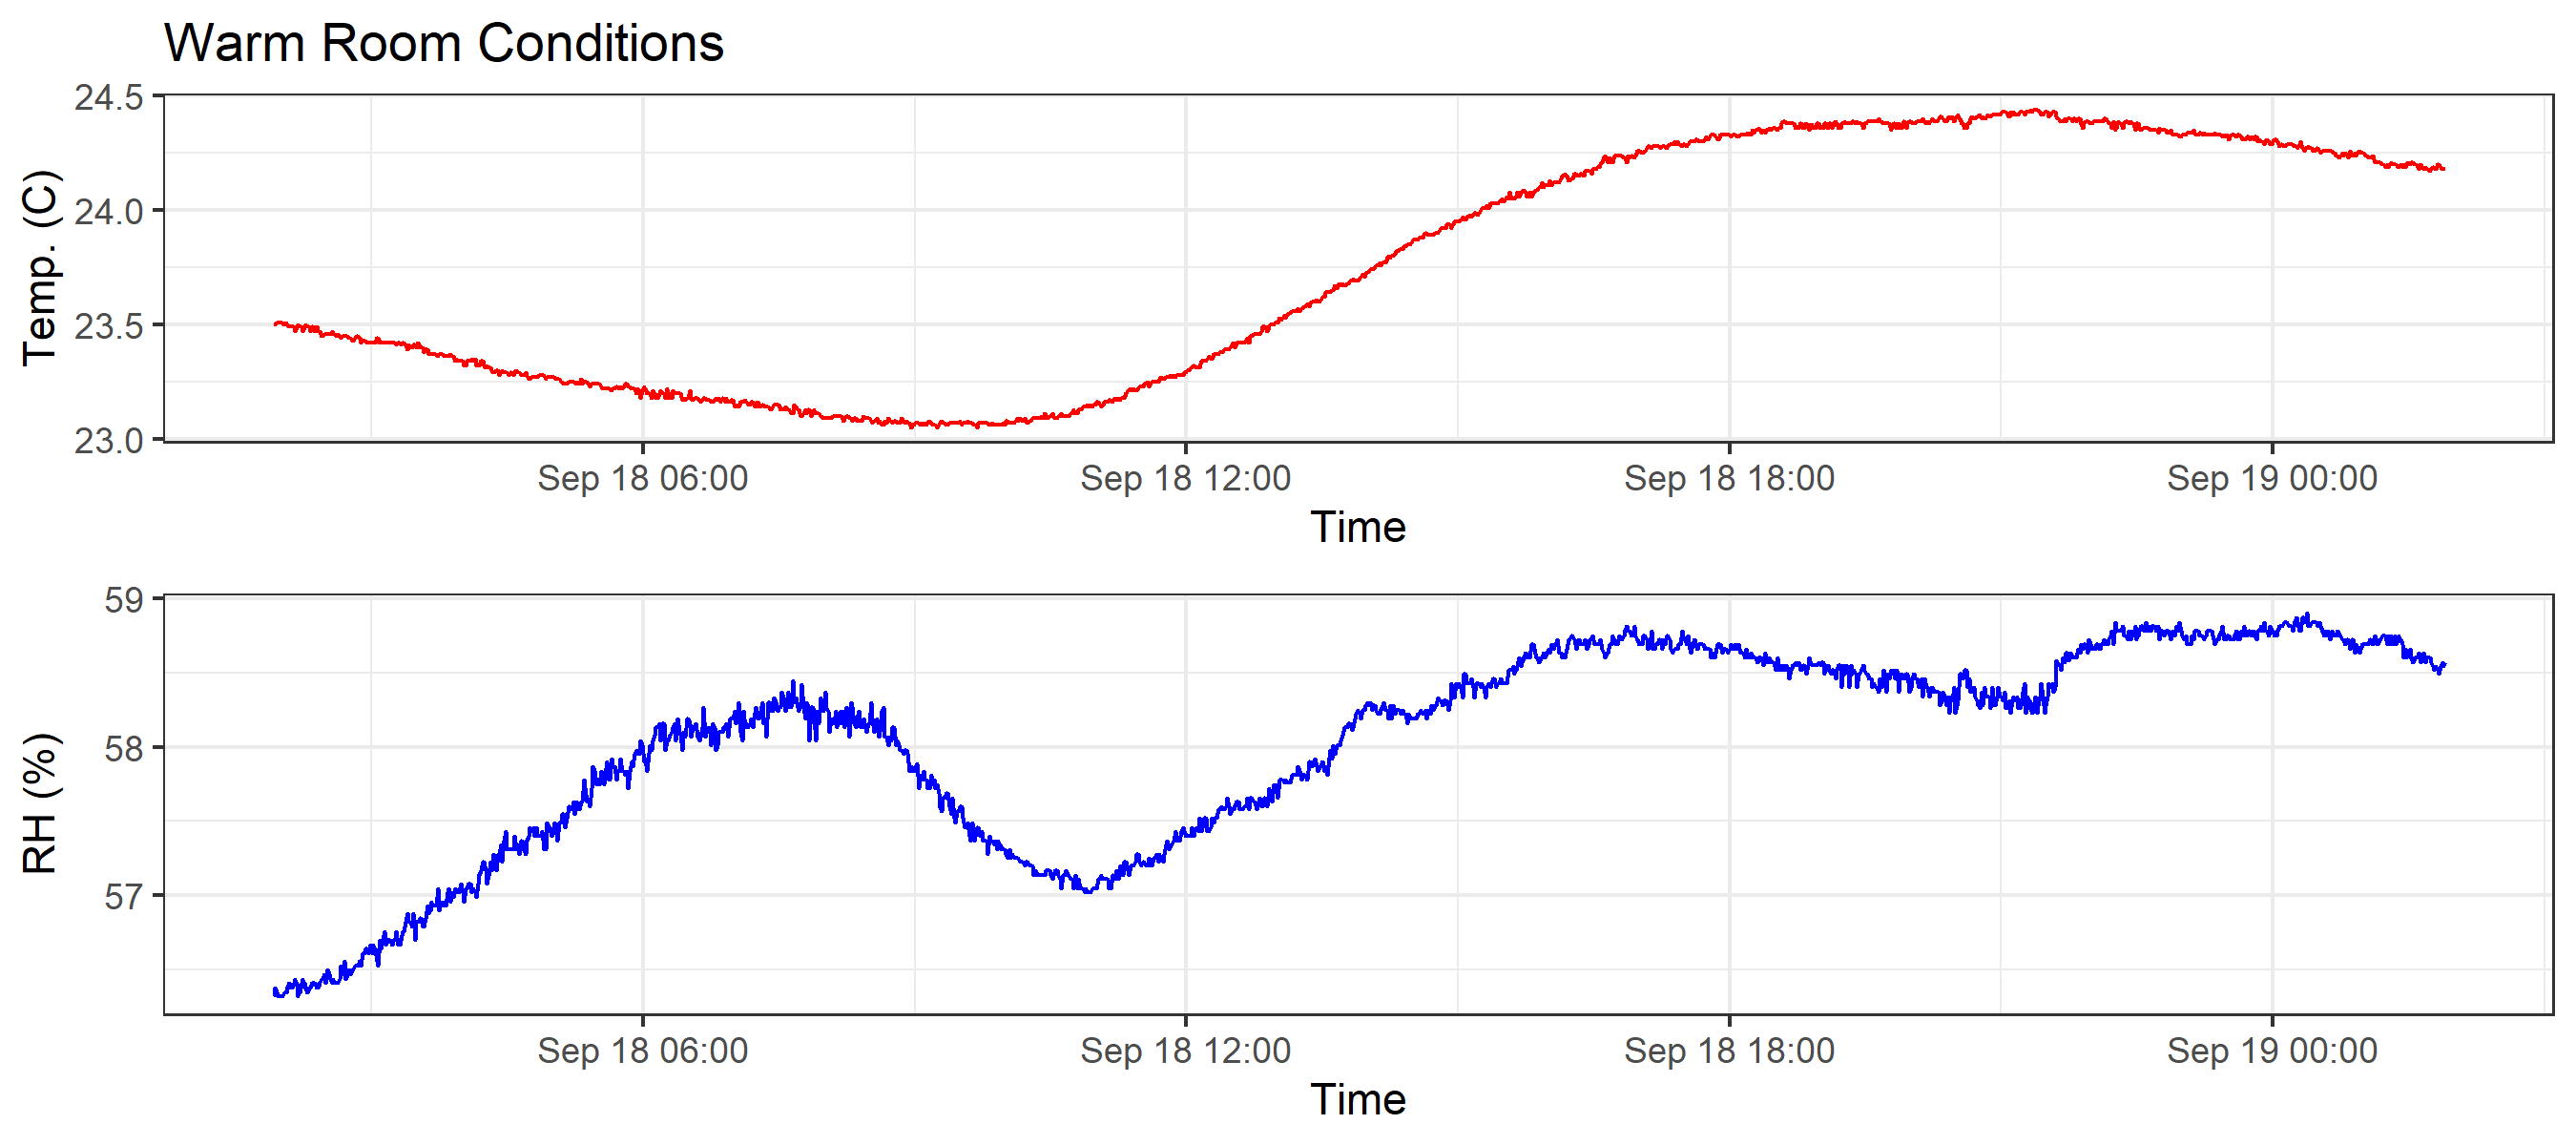 Warm Room Conditions
24.5
24.0
23.5
23.0
Temp. (C)
Sep 18 06:00 Sep 18 12:00 Sep 18 18:00 Sep 19 00:00
Time
59
58
57
RH (%)
Sep 18 06:00 Sep 18 12:00 Sep 18 18:00 Sep 19 00:00
Time